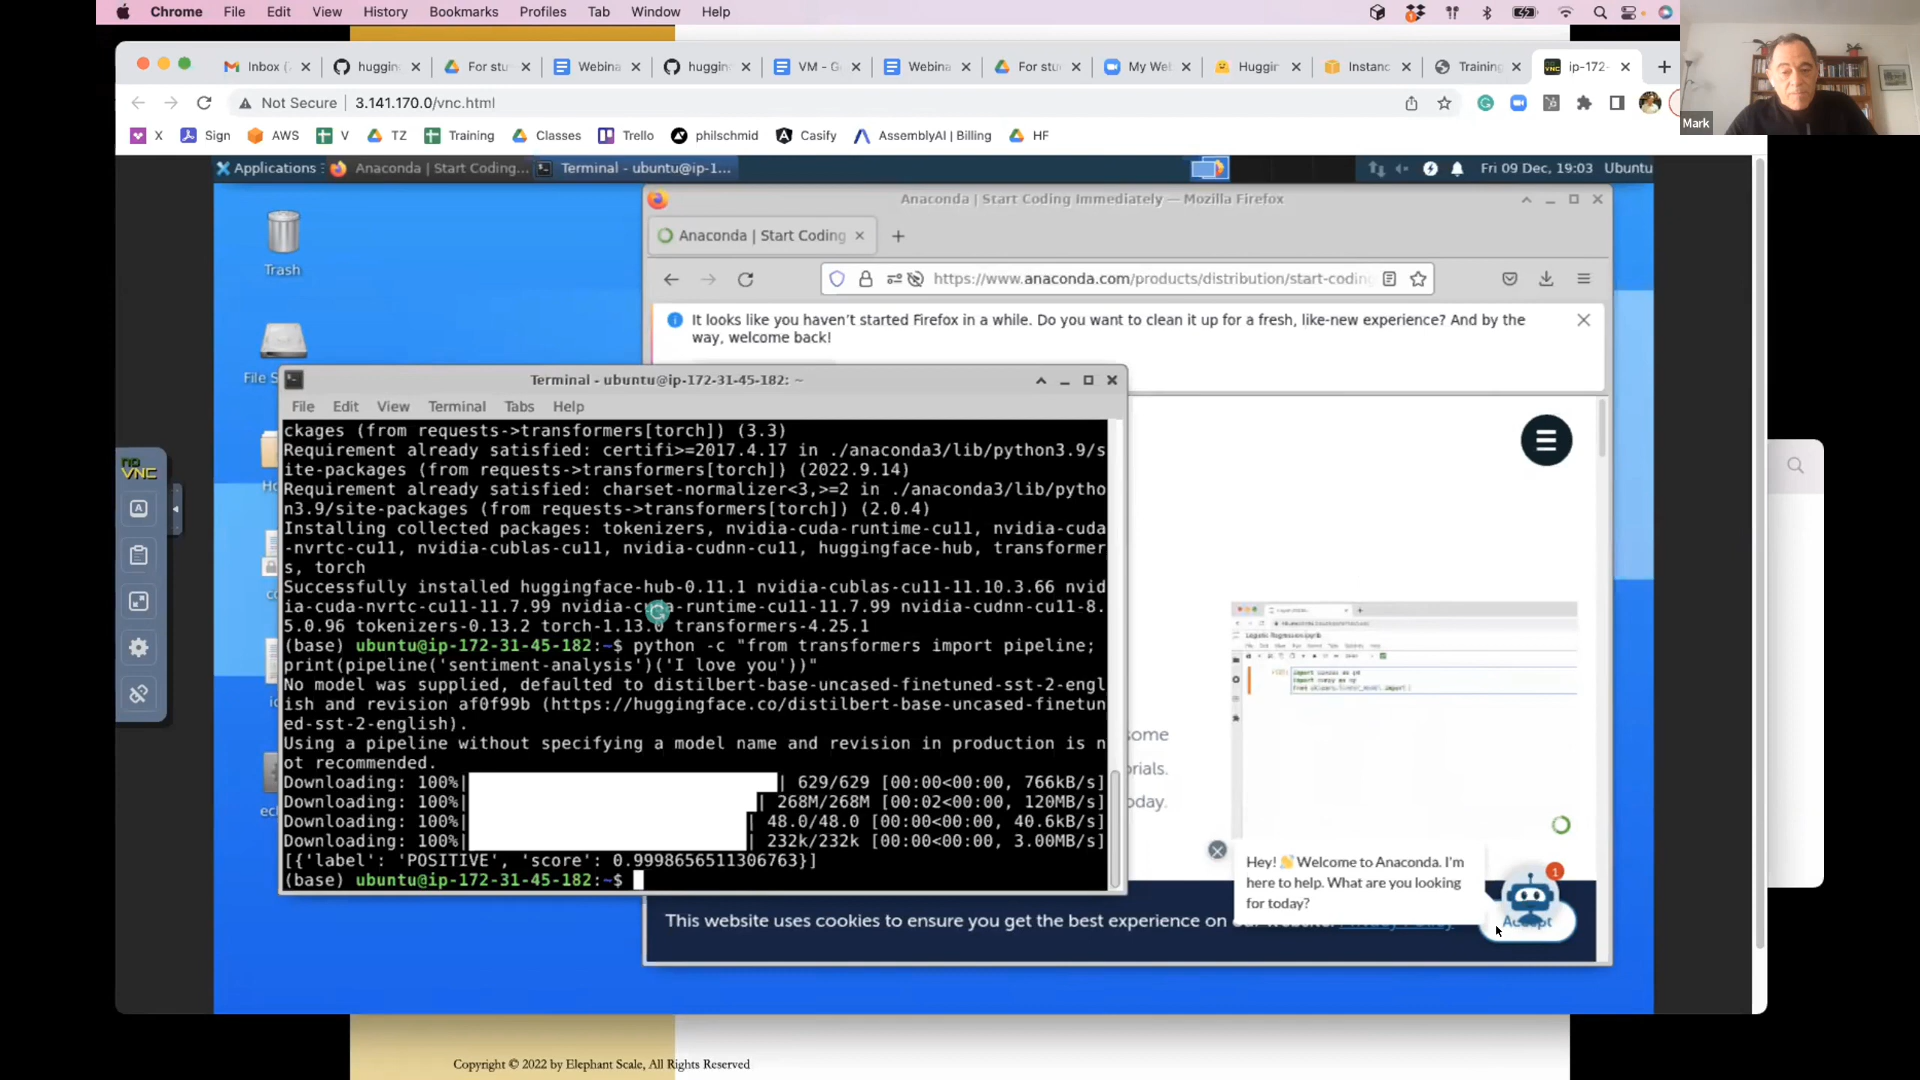 Chrome File Edit View History Bookmarks Profiles Tab Window Help
Mark
Inbox ( huggin For stu Webina huggin VM - G Webina For stu My Wel Huggin Instanc Training ip-172-
Not Secure 3.141.170.0/vnc.html
X Sign AWS V TZ Training Classes Trello philschmid Casify AssemblyAI | Billing HF
Applications Anaconda | Start Coding... Terminal - ubuntu@ip-1... Fri 09 Dec, 19:03 Ubuntu
Anaconda | Start Coding Immediately — Mozilla Firefox
Anaconda | Start Coding
https://www.anaconda.com/products/distribution/start-coding
It looks like you haven't started Firefox in a while. Do you want to clean it up for a fresh, like-new experience? And by the
way, welcome back!
Trash
File S
Ho
noVNC
Terminal - ubuntu@ip-172-31-45-182: ~
File Edit View Terminal Tabs Help
ckages (from requests->transformers[torch]) (3.3)
Requirement already satisfied: certifi>=2017.4.17 in ./anaconda3/lib/python3.9/s
ite-packages (from requests->transformers[torch]) (2022.9.14)
Requirement already satisfied: charset-normalizer<3,>=2 in ./anaconda3/lib/pytho
n3.9/site-packages (from requests->transformers[torch]) (2.0.4)
Installing collected packages: tokenizers, nvidia-cuda-runtime-cu11, nvidia-cuda
-nvrtc-cu11, nvidia-cublas-cu11, nvidia-cudnn-cu11, huggingface-hub, transformer
s, torch
Successfully installed huggingface-hub-0.11.1 nvidia-cublas-cu11-11.10.3.66 nvid
ia-cuda-nvrtc-cu11-11.7.99 nvidia-cuda-runtime-cu11-11.7.99 nvidia-cudnn-cu11-8.
5.0.96 tokenizers-0.13.2 torch-1.13.0 transformers-4.25.1
(base) ubuntu@ip-172-31-45-182:~$ python -c "from transformers import pipeline;
print(pipeline('sentiment-analysis')('I love you'))"
No model was supplied, defaulted to distilbert-base-uncased-finetuned-sst-2-engl
ish and revision af0f99b (https://huggingface.co/distilbert-base-uncased-finetun
ed-sst-2-english).
Using a pipeline without specifying a model name and revision in production is n
ot recommended.
Downloading: 100%| | 629/629 [00:00<00:00, 766kB/s]
Downloading: 100%| | 268M/268M [00:02<00:00, 120MB/s]
Downloading: 100%| | 48.0/48.0 [00:00<00:00, 40.6kB/s]
Downloading: 100%| | 232k/232k [00:00<00:00, 3.00MB/s]
[{'label': 'POSITIVE', 'score': 0.9998656511306763}]
(base) ubuntu@ip-172-31-45-182:~$
some
orials.
oday.
Hey! 👋 Welcome to Anaconda. I'm
here to help. What are you looking
for today?
1
This website uses cookies to ensure you get the best experience on our website. Privacy Policy
Accept
Copyright © 2022 by Elephant Scale, All Rights Reserved